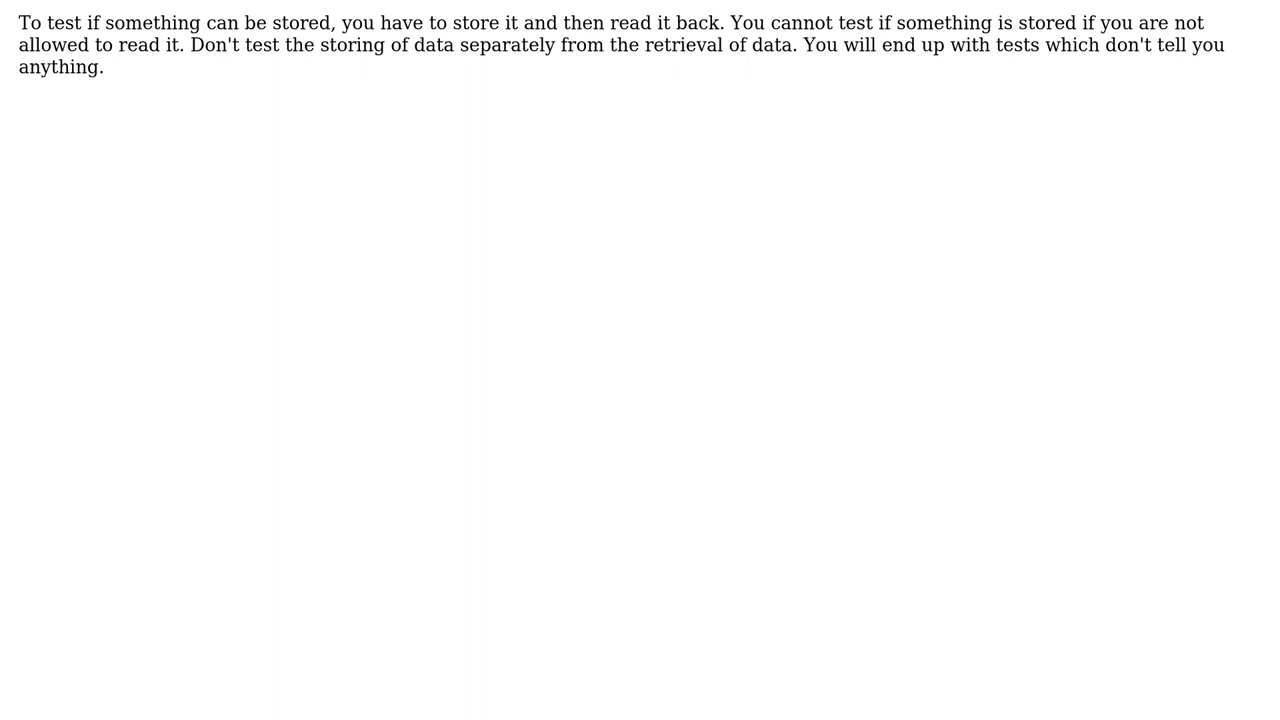 To test if something can be stored, you have to store it and then read it back. You cannot test if something is stored if you are not
allowed to read it. Don't test the storing of data separately from the retrieval of data. You will end up with tests which don't tell you
anything.